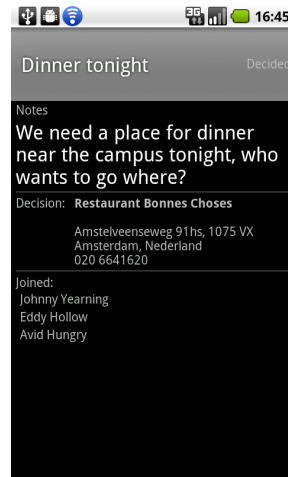 3G 16:45
Dinner tonight
Decided
Notes
We need a place for dinner
near the campus tonight, who
wants to go where?
Decision: Restaurant Bonnes Choses
Amstelveenseweg 91hs, 1075 VX
Amsterdam, Nederland
020 6641620
Joined:
Johnny Yearning
Eddy Hollow
Avid Hungry